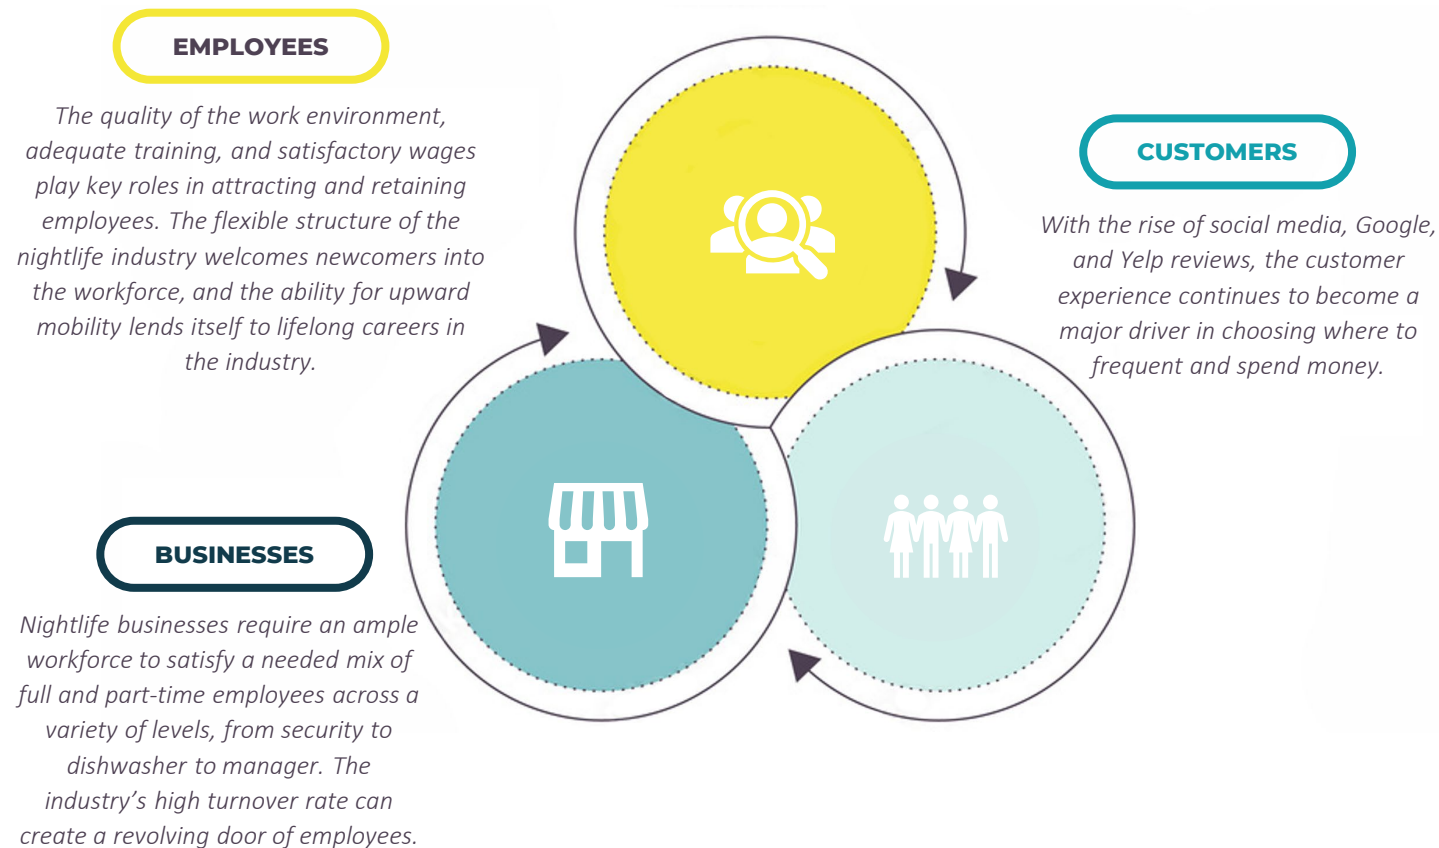 EMPLOYEES
The quality of the work environment,
adequate training, and satisfactory wages
play key roles in attracting and retaining
employees. The flexible structure of the
nightlife industry welcomes newcomers into
the workforce, and the ability for upward
mobility lends itself to lifelong careers in
the industry.
CUSTOMERS
With the rise of social media, Google,
and Yelp reviews, the customer
experience continues to become a
major driver in choosing where to
frequent and spend money.
BUSINESSES
Nightlife businesses require an ample
workforce to satisfy a needed mix of
full and part-time employees across a
variety of levels, from security to
dishwasher to manager. The
industry’s high turnover rate can
create a revolving door of employees.